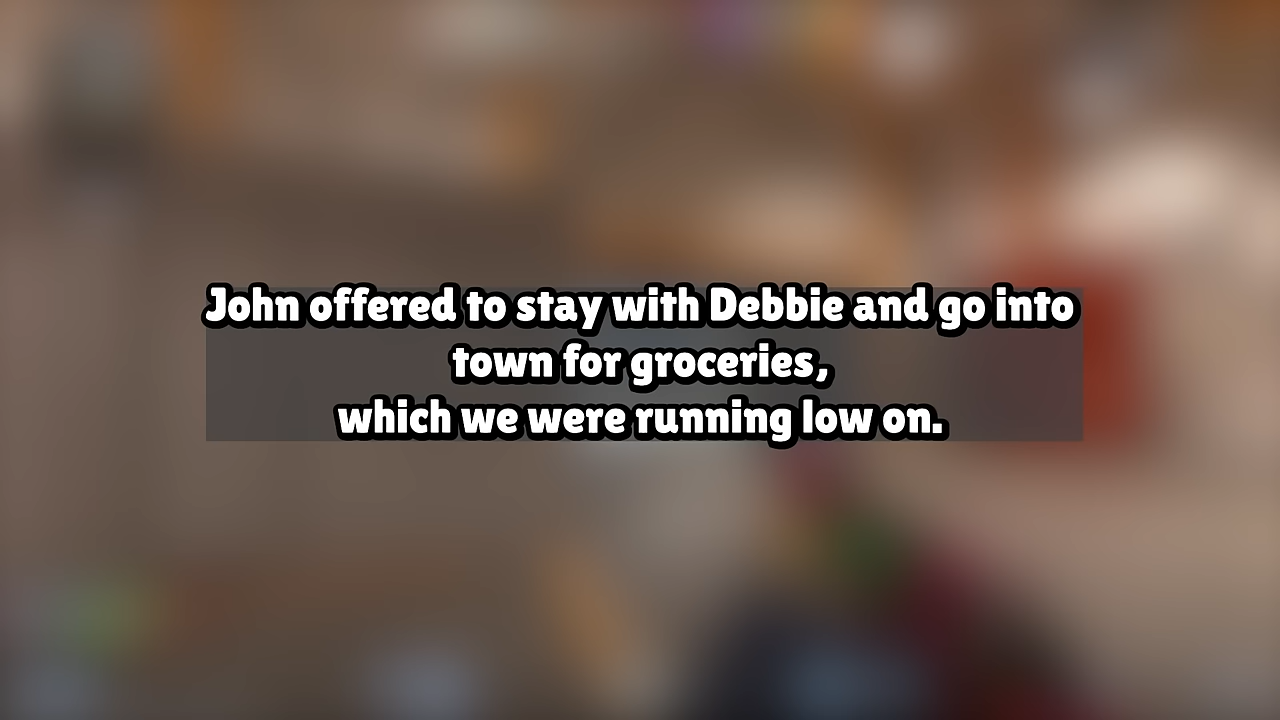 John offered to stay with Debbie and go into
town for groceries,
which we were running low on.